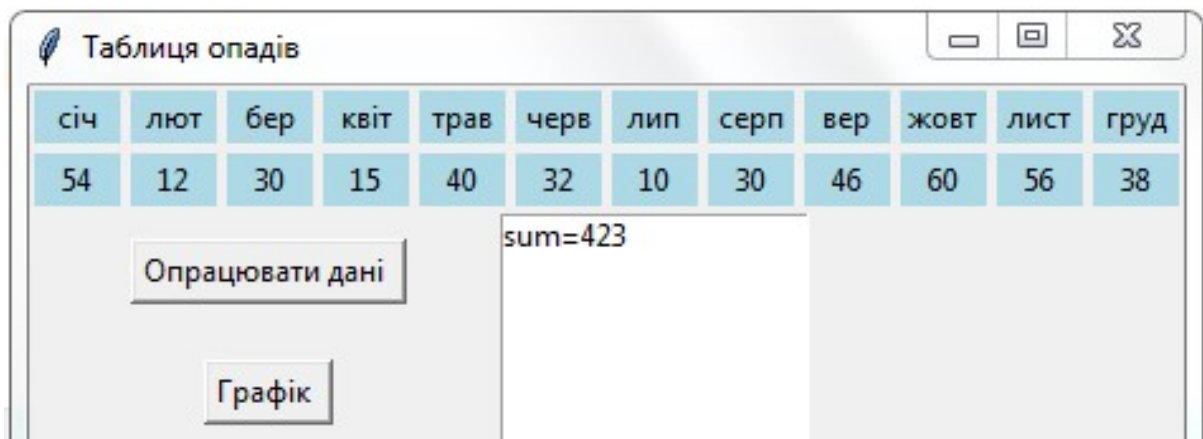 Таблиця опадів
січ лют бер квіт трав черв лип серп вер жовт лист груд
54 12 30 15 40 32 10 30 46 60 56 38
sum=423
Опрацювати дані
Графік